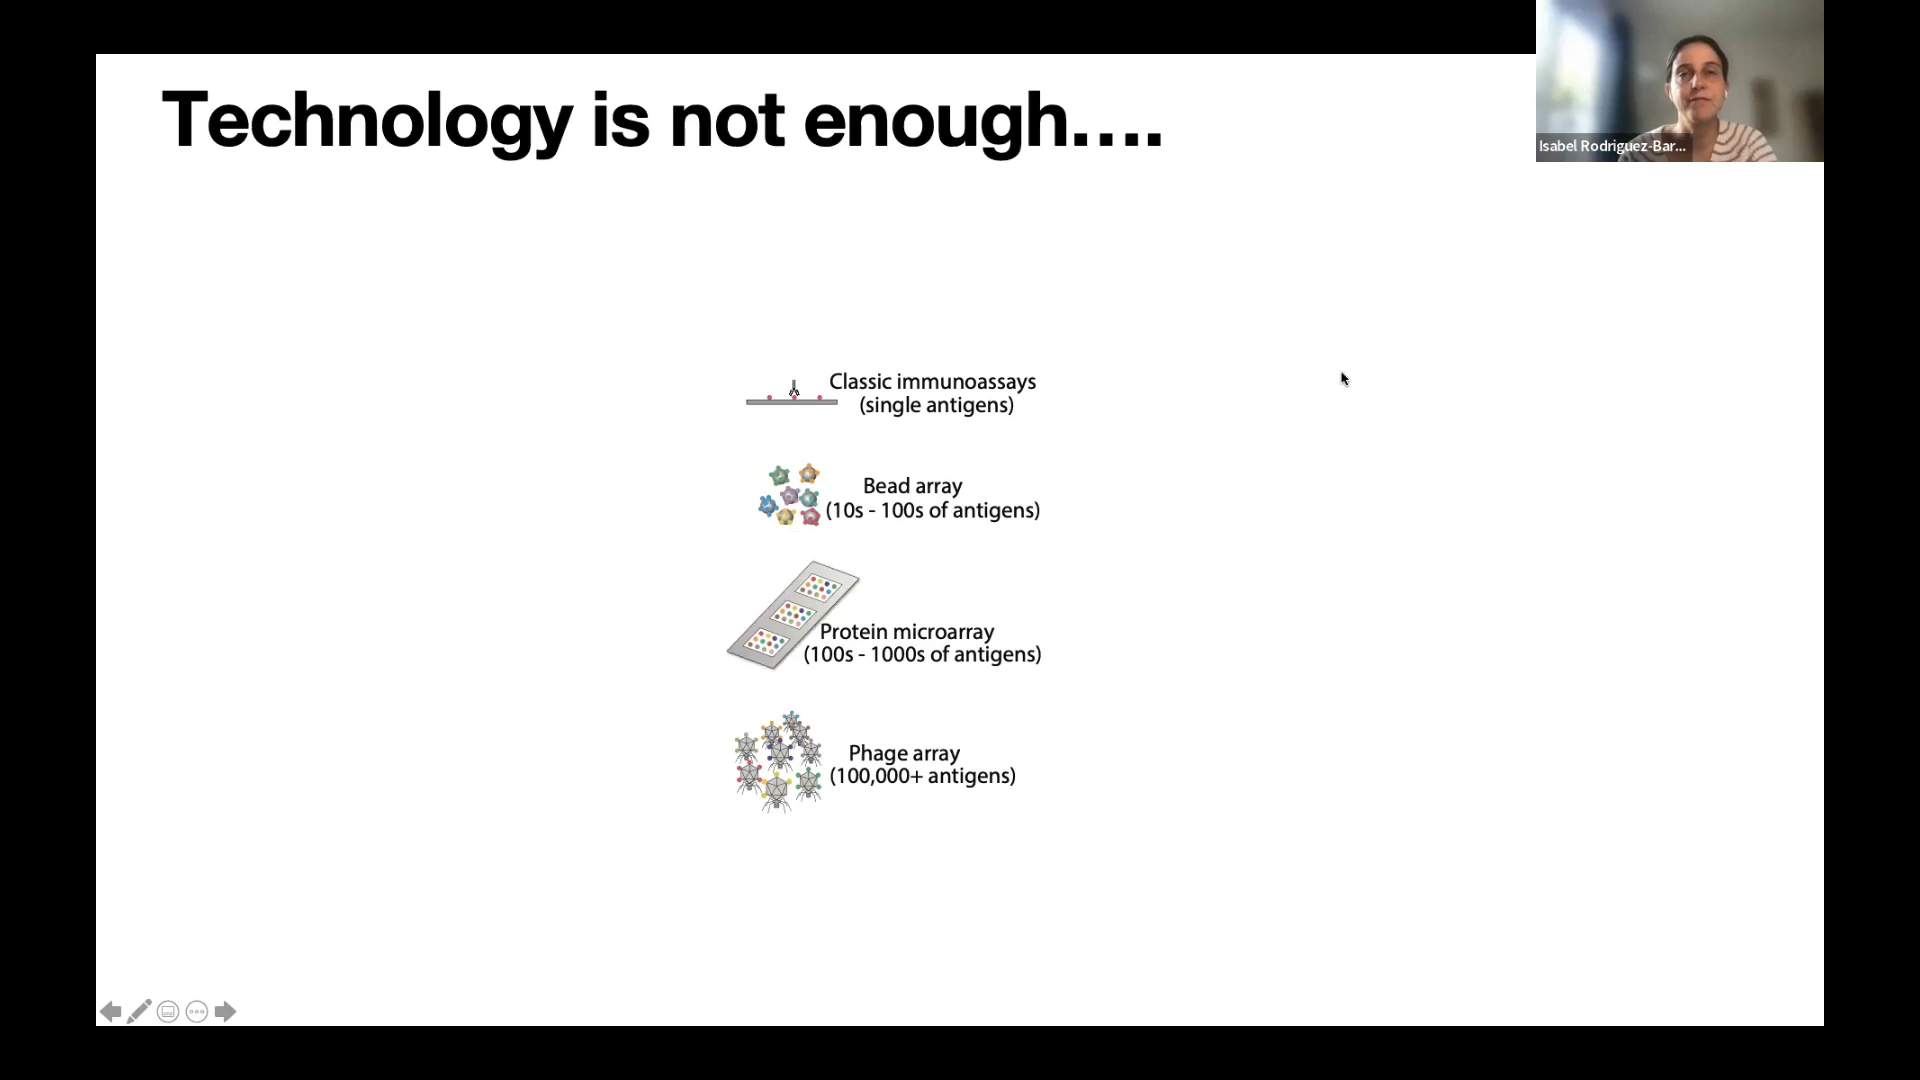 Technology is not enough....
Isabel Rodriguez-Bar...
Classic immunoassays
(single antigens)
Bead array
(10s - 100s of antigens)
Protein microarray
(100s - 1000s of antigens)
Phage array
(100,000+ antigens)